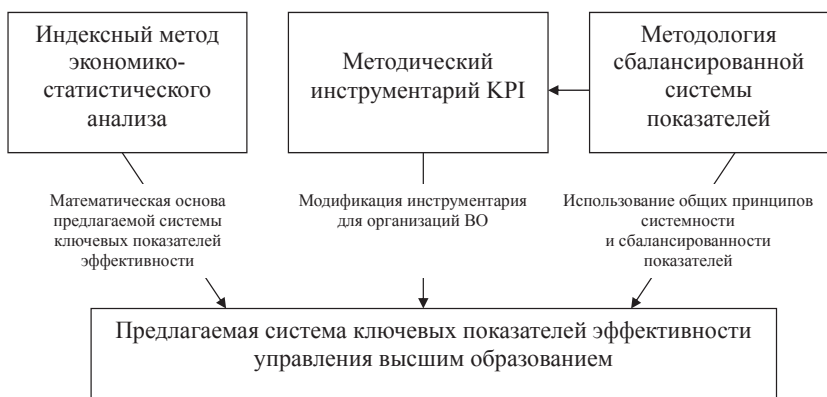 Индексный метод
экономико-
статистического
анализа
Методический
инструментарий KPI
Методология
сбалансированной
системы
показателей
Математическая основа
предлагаемой системы
ключевых показателей
эффективности
Модификация инструментария
для организаций ВО
Использование общих принципов
системности
и сбалансированности
показателей
Предлагаемая система ключевых показателей эффективности
управления высшим образованием